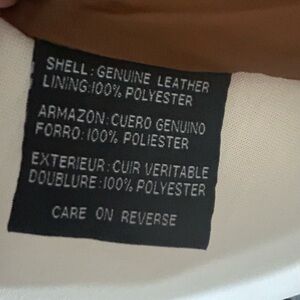 SHELL: GENUINE LEATHER
LINING:100% POLYESTER
ARMAZON: CUERO GENUINO
FORRO: 100% POLIESTER
EXTERIEUR: CUIR VERITABLE
DOUBLURE: 100% POLYESTER
CARE ON REVERSE